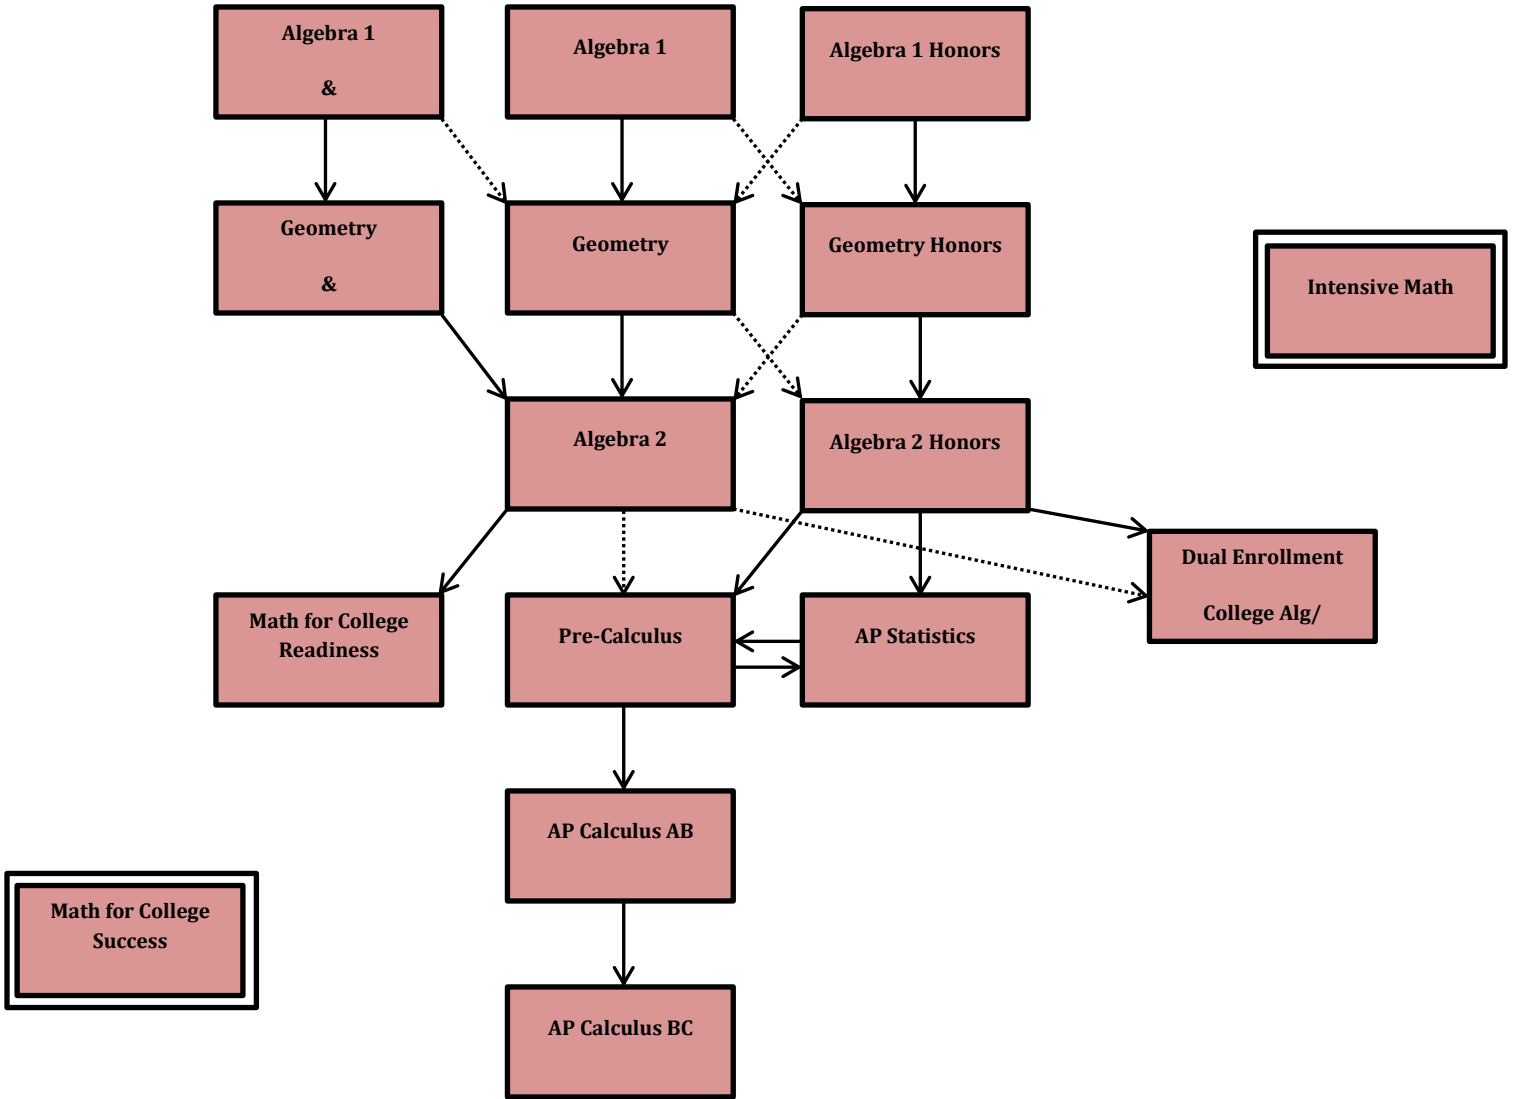 Algebra 1
&
Algebra 1
Algebra 1 Honors
Geometry
&
Geometry
Geometry Honors
Intensive Math
Algebra 2
Algebra 2 Honors
Dual Enrollment
College Alg/
Math for College
Readiness
Pre-Calculus
AP Statistics
AP Calculus AB
Math for College
Success
AP Calculus BC